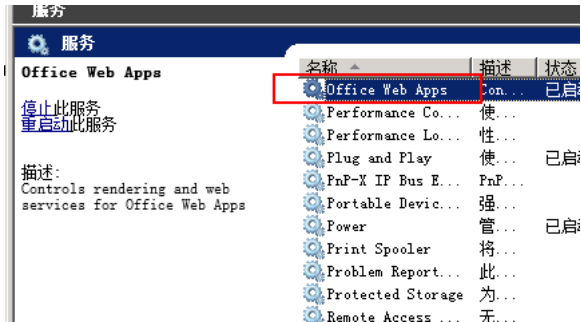 服务
服务
Office Web Apps
停止此服务
重启动此服务
描述:
Controls rendering and web
services for Office Web Apps
名称 描述 状态
Office Web Apps Con... 已启
Performance Co... 使...
Performance Lo... 性...
Plug and Play 使... 已启
PnP-X IP Bus E... PnP...
Portable Devic... 强...
Power 管... 已启
Print Spooler 将...
Problem Report... 此...
Protected Storage 为...
Remote Access ... 无...